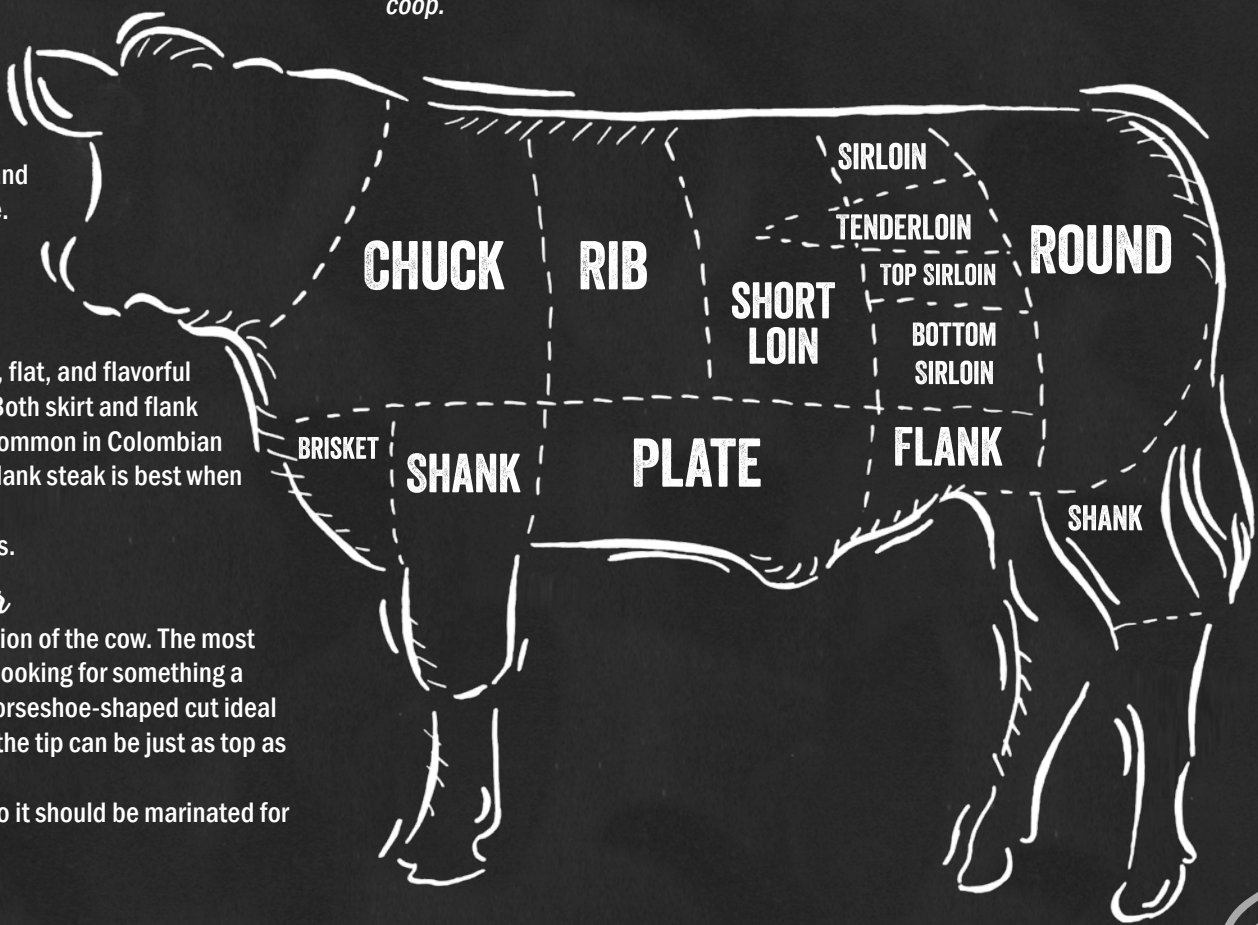 coop.
nd
, flat, and flavorful
Both skirt and flank
ommon in Colombian
lank steak is best when
s.
ion of the cow. The most
ooking for something a
orseshoe-shaped cut ideal
the tip can be just as top as
o it should be marinated for
CHUCK
RIB
SHORT
LOIN
SIRLOIN
TENDERLOIN
TOP SIRLOIN
BOTTOM
SIRLOIN
ROUND
BRISKET
SHANK
PLATE
FLANK
SHANK